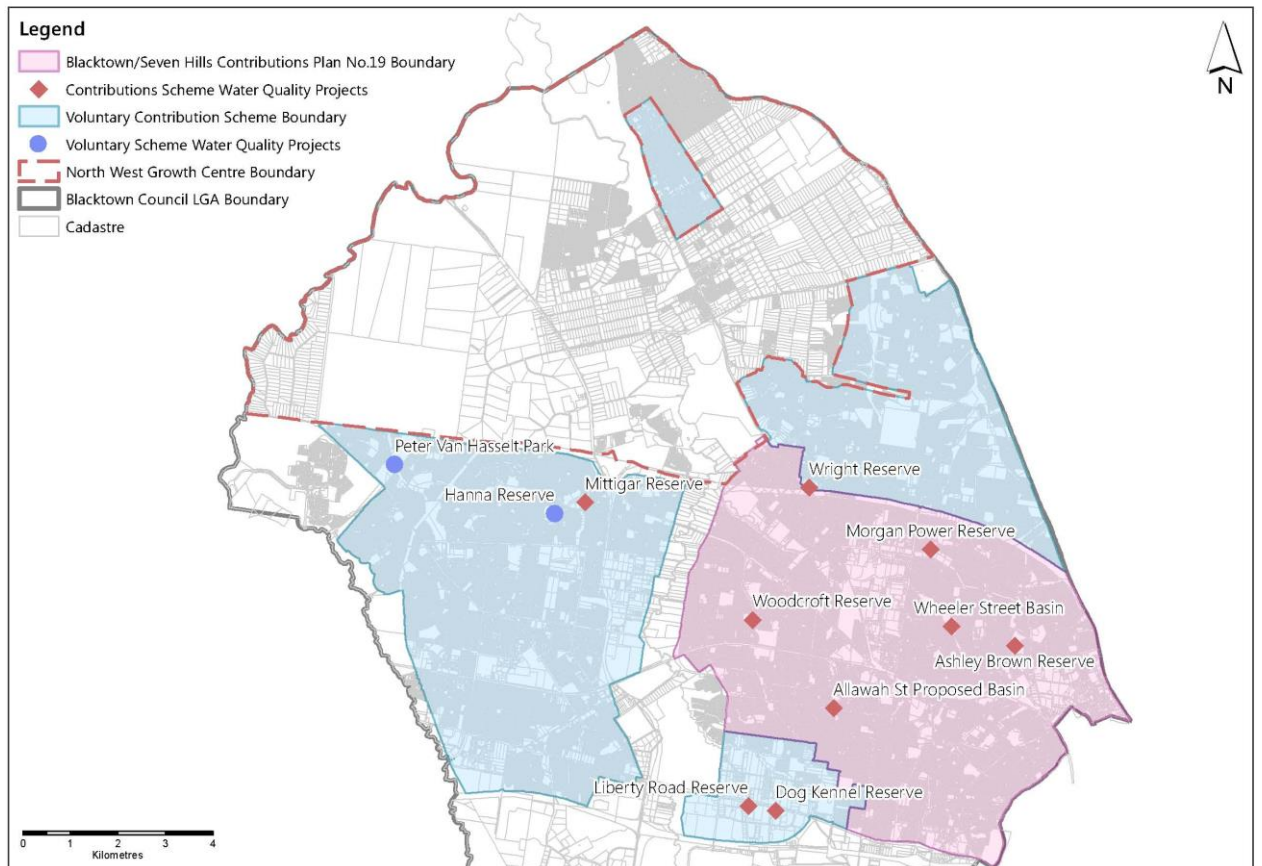 Legend
Blacktown/Seven Hills Contributions Plan No.19 Boundary
Contributions Scheme Water Quality Projects
Voluntary Contribution Scheme Boundary
Voluntary Scheme Water Quality Projects
North West Growth Centre Boundary
Blacktown Council LGA Boundary
Cadastre
N
Peter Van Hasselt Park
Wright Reserve
Mittigar Reserve
Hanna Reserve
Morgan Power Reserve
Woodcroft Reserve
Wheeler Street Basin
Ashley Brown Reserve
Allawah St Proposed Basin
Liberty Road Reserve
Dog Kennel Reserve
0 1 2 3 4
Kilometres